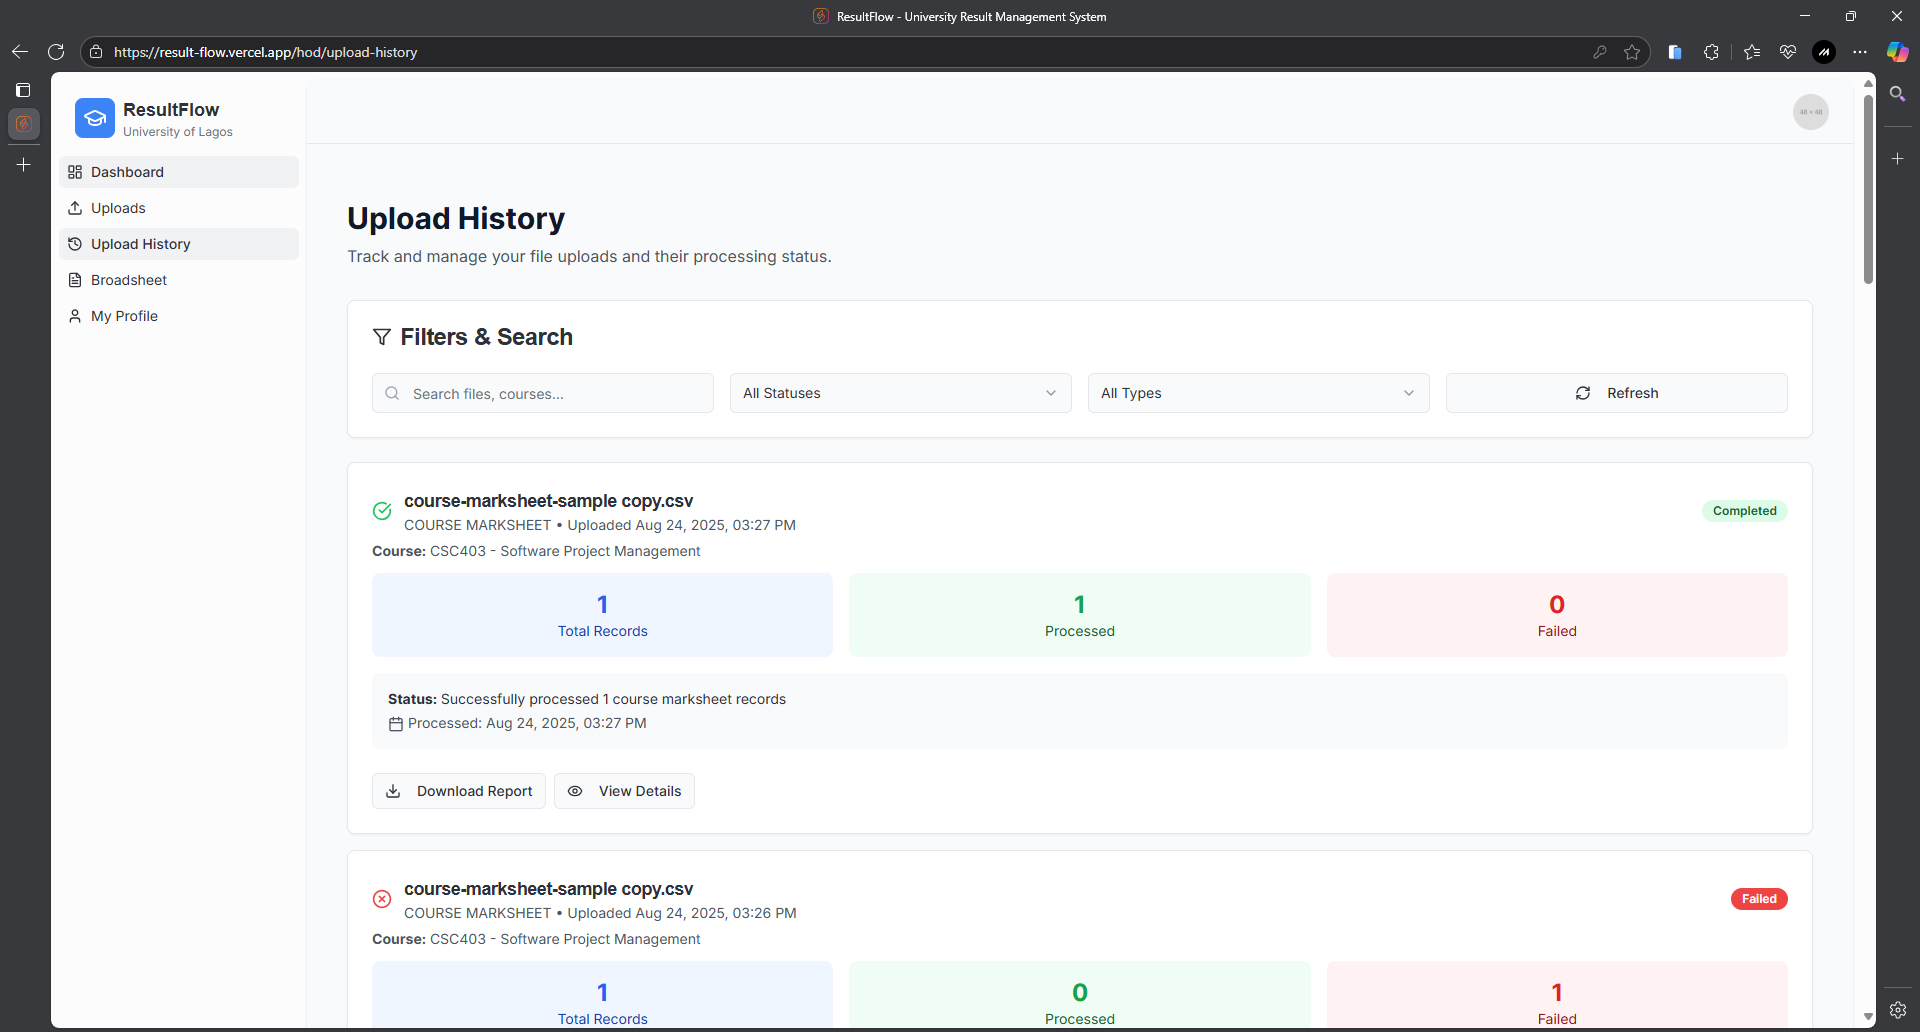 ResultFlow - University Result Management System
https://result-flow.vercel.app/hod/upload-history
ResultFlow
University of Lagos
48 × 48
Dashboard
Uploads
Upload History
Broadsheet
My Profile
Upload History
Track and manage your file uploads and their processing status.
Filters & Search
Search files, courses...
All Statuses
All Types
Refresh
course-marksheet-sample copy.csv
COURSE MARKSHEET • Uploaded Aug 24, 2025, 03:27 PM
Completed
Course: CSC403 - Software Project Management
1
Total Records
1
Processed
0
Failed
Status: Successfully processed 1 course marksheet records
Processed: Aug 24, 2025, 03:27 PM
Download Report
View Details
course-marksheet-sample copy.csv
COURSE MARKSHEET • Uploaded Aug 24, 2025, 03:26 PM
Failed
Course: CSC403 - Software Project Management
1
Total Records
0
Processed
1
Failed